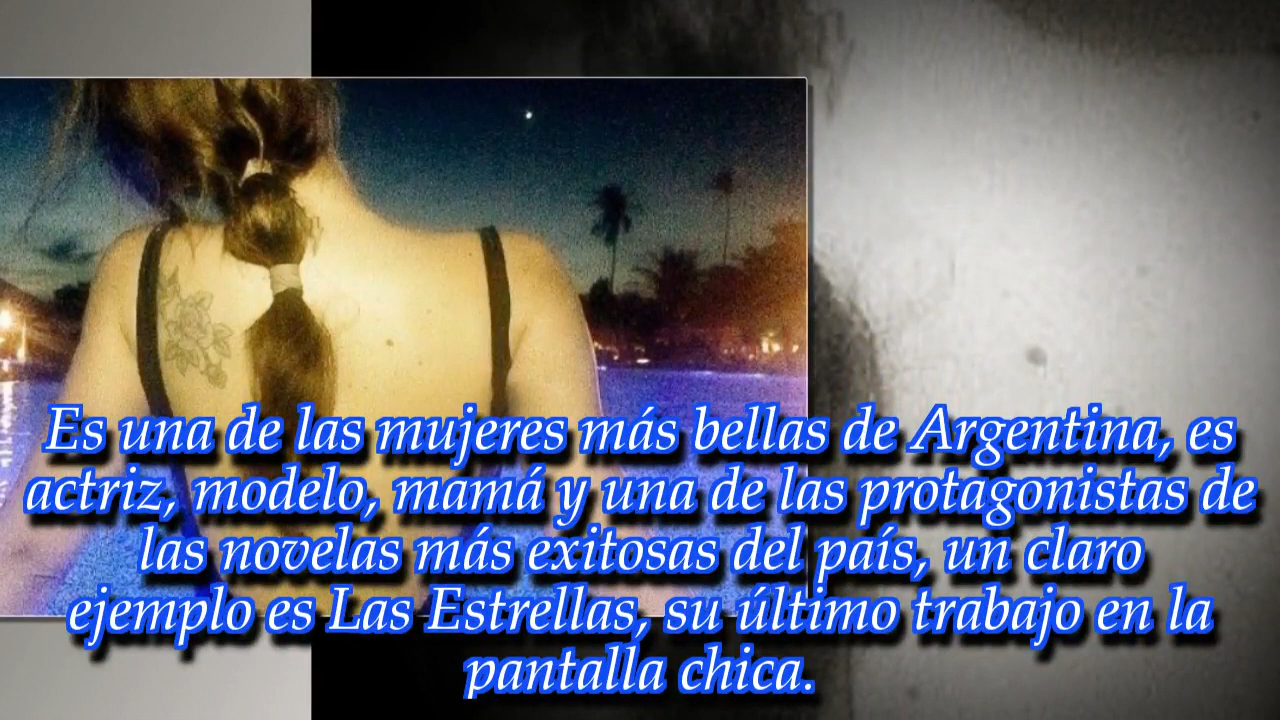 Es una de las mujeres más bellas de Argentina, es
actriz, modelo, mamá y una de las protagonistas de
las novelas más exitosas del país, un claro
ejemplo es Las Estrellas, su último trabajo en la
pantalla chica.